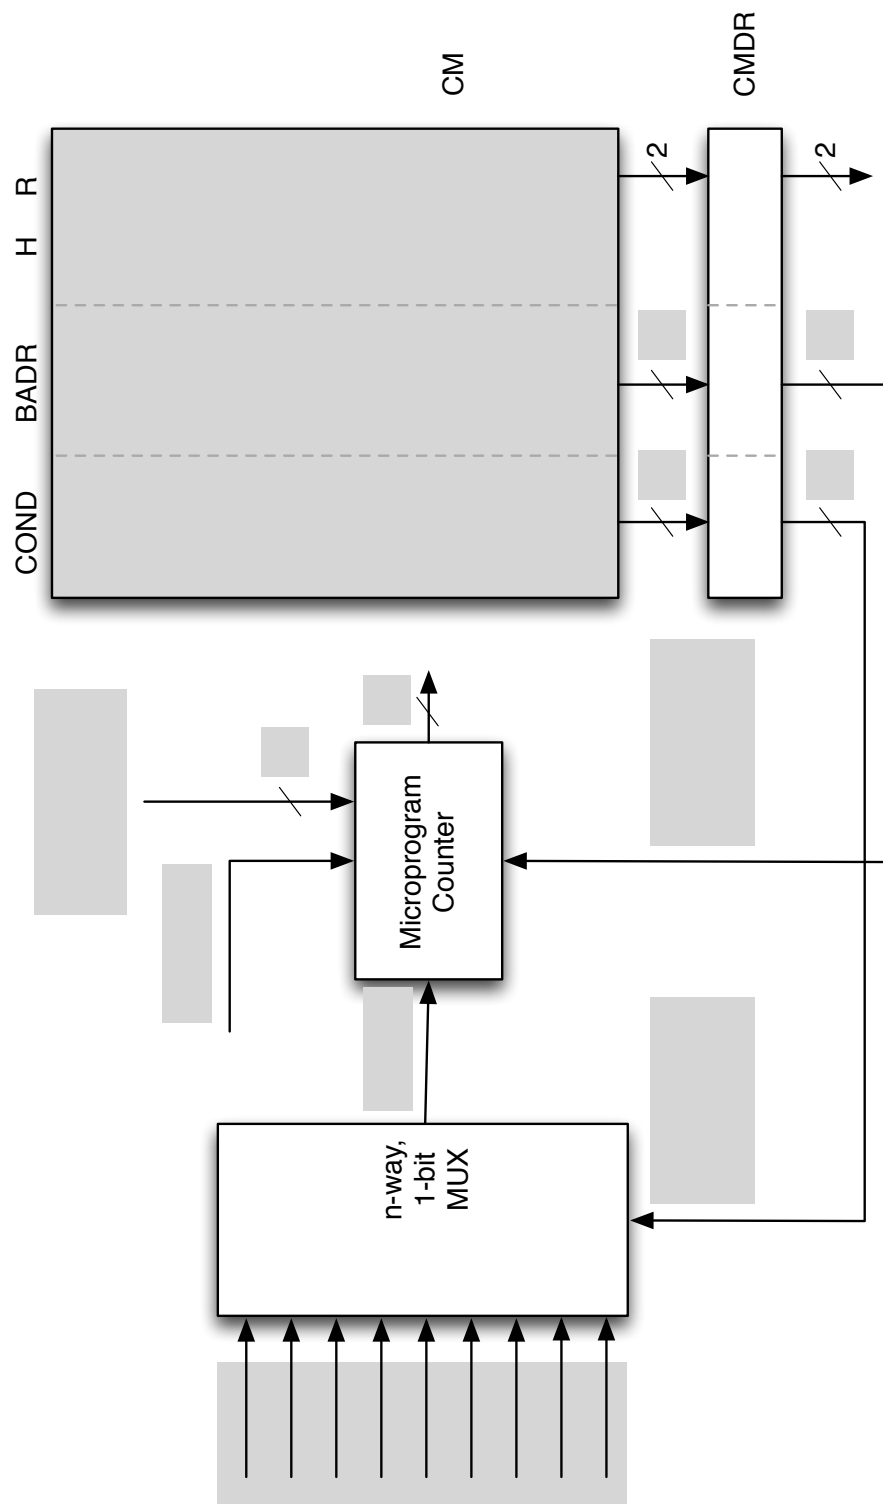 COND
BADR
H
R
CM
2
CMDR
2
Microprogram
Counter
n-way,
1-bit
MUX